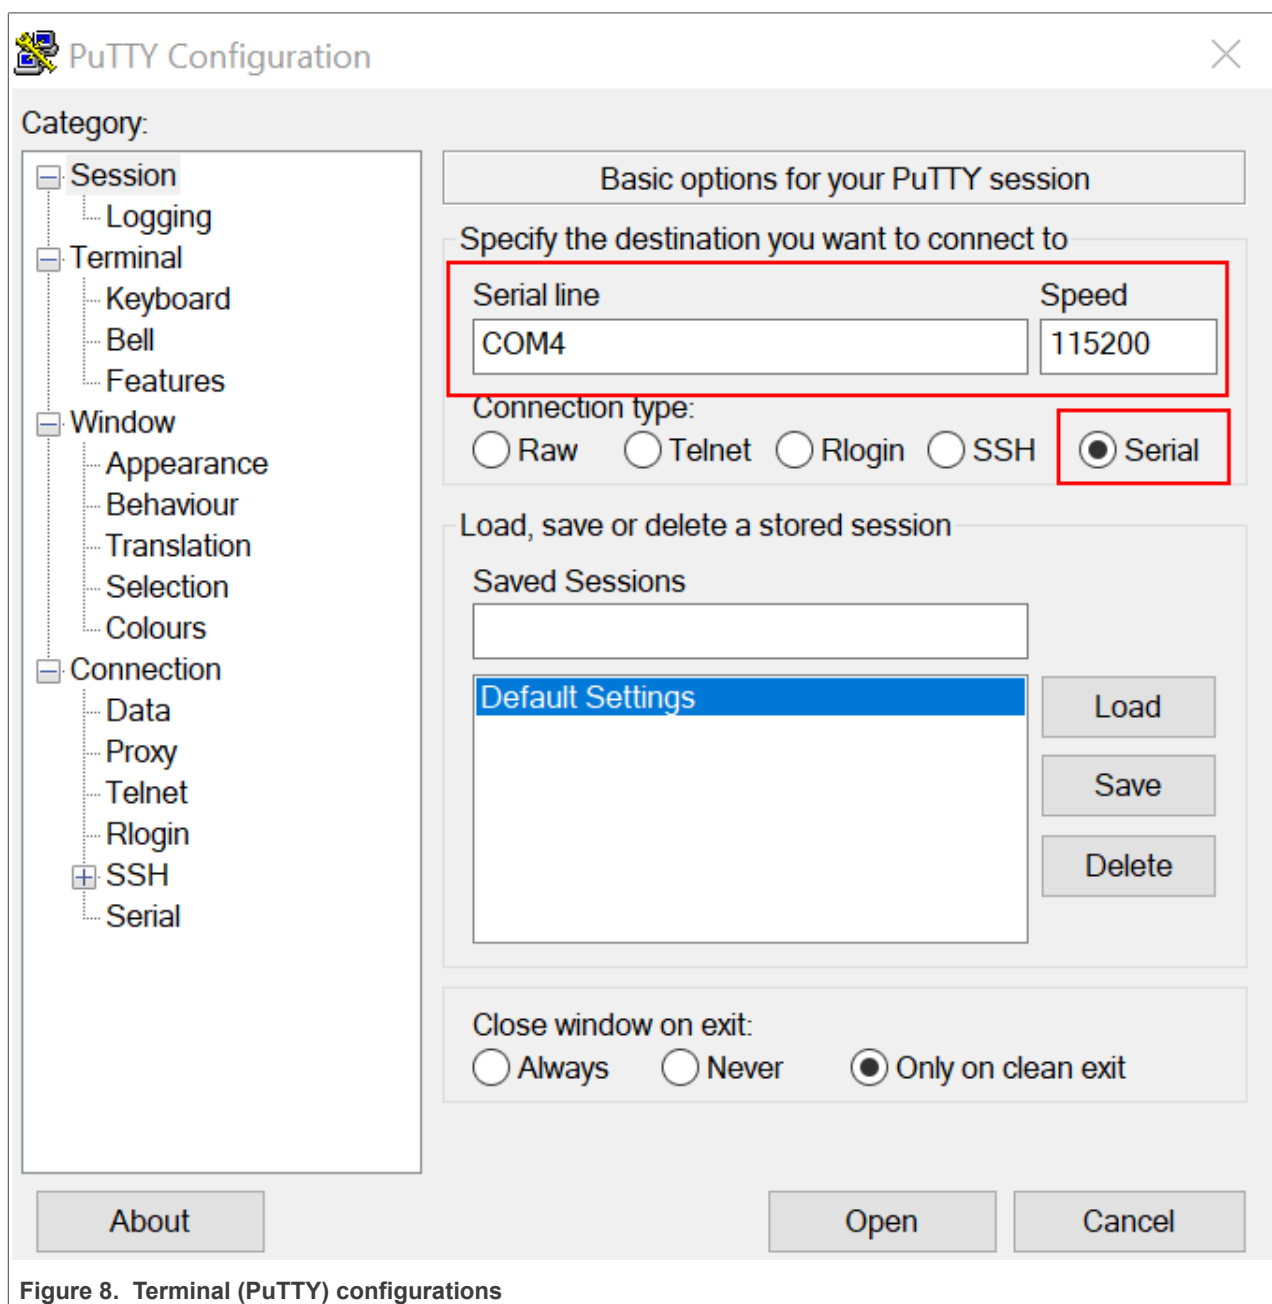 PuTTY Configuration
Category:
Session
Logging
Terminal
Keyboard
Bell
Features
Window
Appearance
Behaviour
Translation
Selection
Colours
Connection
Data
Proxy
Telnet
Rlogin
SSH
Serial
Basic options for your PuTTY session
Specify the destination you want to connect to
Serial line Speed
COM4 115200
Connection type:
Raw Telnet Rlogin SSH Serial
Load, save or delete a stored session
Saved Sessions
Default Settings
Load
Save
Delete
Close window on exit:
Always Never Only on clean exit
About Open Cancel
Figure 8. Terminal (PuTTY) configurations